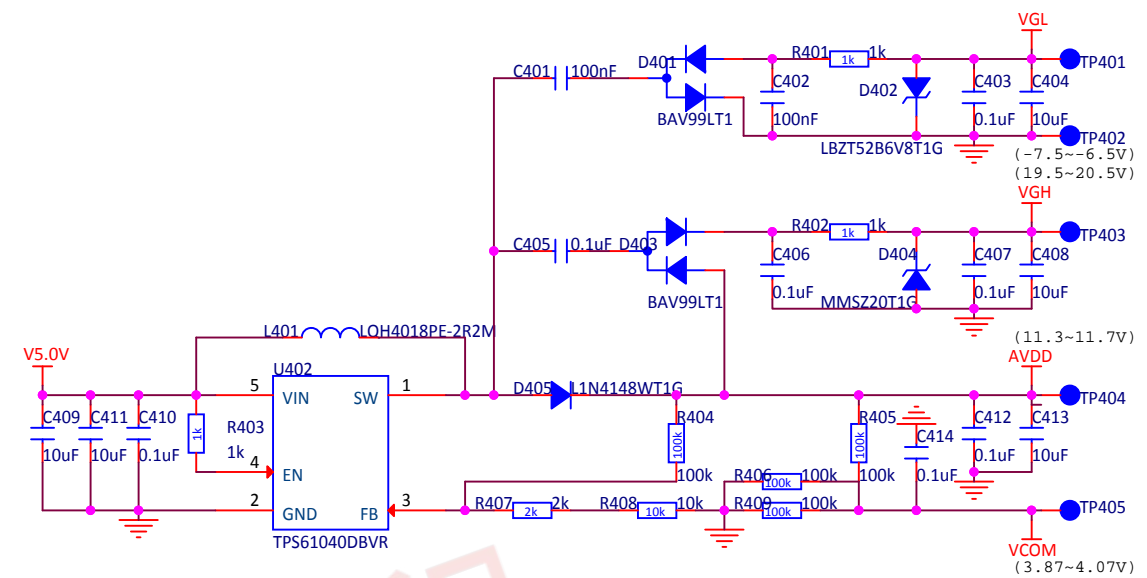 VGL
R401
1k
1k
TP401
D401
C401
100nF
C402
D402
C403
C404
100nF
0.1uF
10uF
BAV99LT1
LBZT52B6V8T1G
TP402
(-7.5~-6.5V)
(19.5~20.5V)
VGH
R402
1k
1k
TP403
C405
0.1uF
D403
C406
D404
C407
C408
0.1uF
MMSZ20T1G
0.1uF
10uF
BAV99LT1
(11.3~11.7V)
L401
LQH4018PE-2R2M
V5.0V
AVDD
U402
5
VIN
SW
1
D405
L1N4148WT1G
TP404
C409
C411
C410
1k
R403
1k
R404
R405
C412
C413
10uF
10uF
0.1uF
100k
100k
C414
4
EN
100k
R406
100k
100k
100k
0.1uF
0.1uF
10uF
2
GND
FB
3
R407
2k
2k
R408
10k
10k
R409
100k
100k
TP405
TPS61040DBVR
VCOM
(3.87~4.07V)